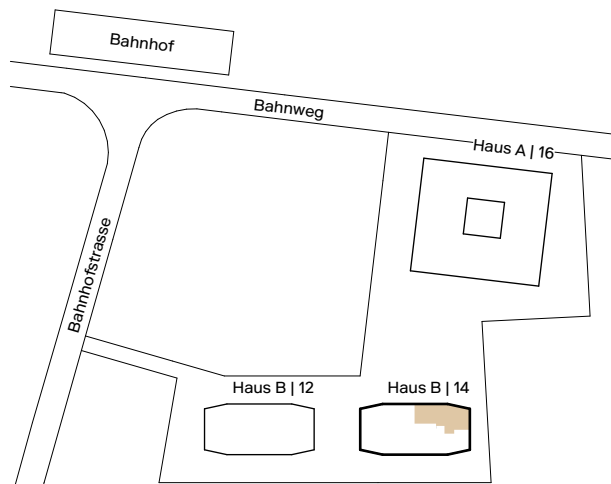 Bahnhof
Bahnweg
Haus A | 16
Bahnhofstrasse
Haus B | 12
Haus B | 14